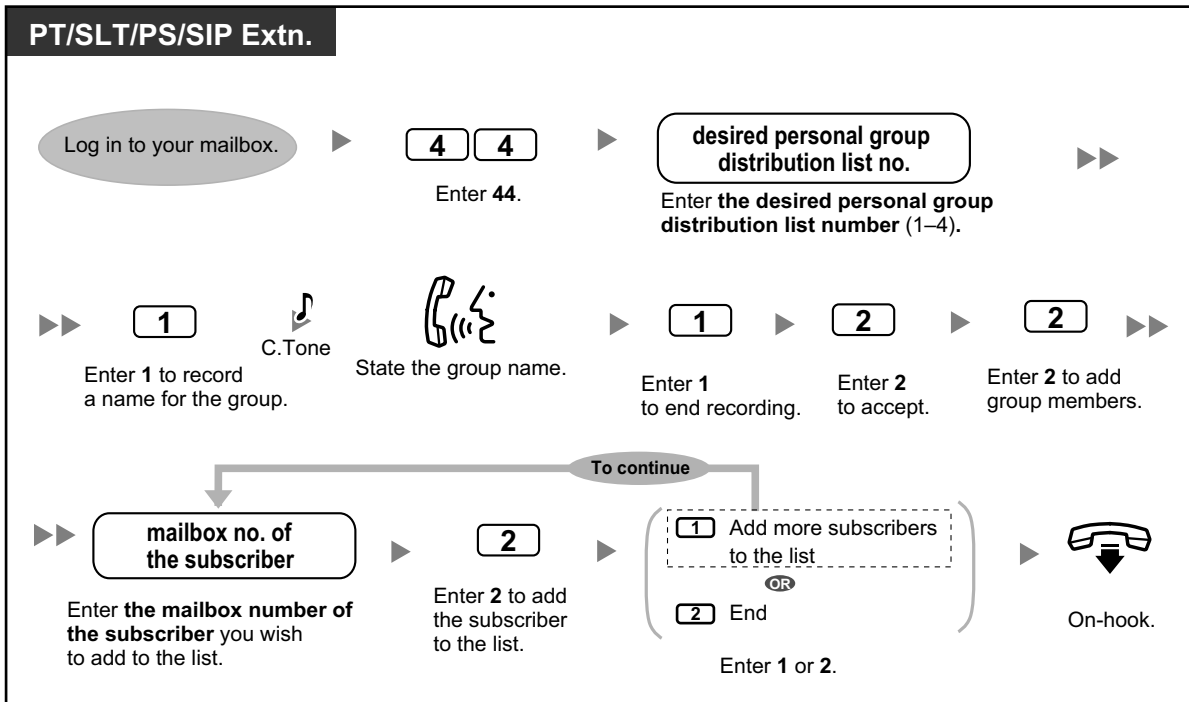 PT/SLT/PS/SIP Extn.
Log in to your mailbox.
4 4
Enter 44.
desired personal group
distribution list no.
Enter the desired personal group
distribution list number (1–4).
1
Enter 1 to record
a name for the group.
C.Tone
State the group name.
1
Enter 1
to end recording.
2
Enter 2
to accept.
2
Enter 2 to add
group members.
To continue
mailbox no. of
the subscriber
Enter the mailbox number of
the subscriber you wish
to add to the list.
2
Enter 2 to add
the subscriber
to the list.
1 Add more subscribers
to the list
OR
2 End
Enter 1 or 2.
On-hook.